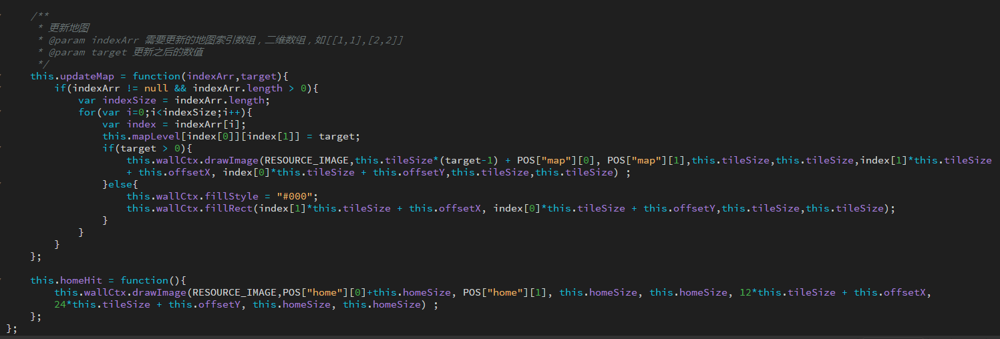 /**
 * 更新地图
 * @param indexArr 需要更新的地图索引数组，二维数组，如[[1,1],[2,2]]
 * @param target 更新之后的数值
 */
this.updateMap = function(indexArr,target){
if(indexArr != null && indexArr.length > 0){
var indexSize = indexArr.length;
for(var i=0;i<indexSize;i++){
var index = indexArr[i];
this.mapLevel[index[0]][index[1]] = target;
if(target > 0){
this.wallCtx.drawImage(RESOURCE_IMAGE,this.tileSize*(target-1) + POS["map"][0], POS["map"][1],this.tileSize,this.tileSize,index[1]*this.tileSize
+ this.offsetX, index[0]*this.tileSize + this.offsetY,this.tileSize,this.tileSize) ;
}else{
this.wallCtx.fillStyle = "#000";
this.wallCtx.fillRect(index[1]*this.tileSize + this.offsetX, index[0]*this.tileSize + this.offsetY,this.tileSize,this.tileSize);
}
}
}
};
this.homeHit = function(){
this.wallCtx.drawImage(RESOURCE_IMAGE,POS["home"][0]+this.homeSize, POS["home"][1], this.homeSize, this.homeSize, 12*this.tileSize + this.offsetX,
24*this.tileSize + this.offsetY, this.homeSize, this.homeSize) ;
};
};